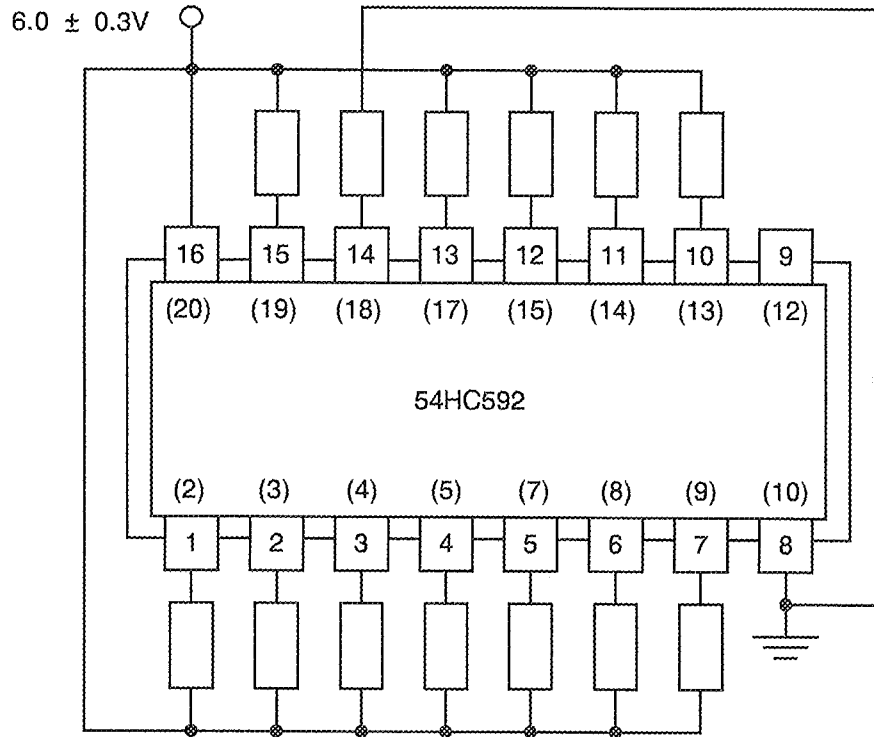 6.0 ± 0.3V
16 15 14 13 12 11 10 9
(20) (19) (18) (17) (15) (14) (13) (12)
54HC592
(2) (3) (4) (5) (7) (8) (9) (10)
1 2 3 4 5 6 7 8